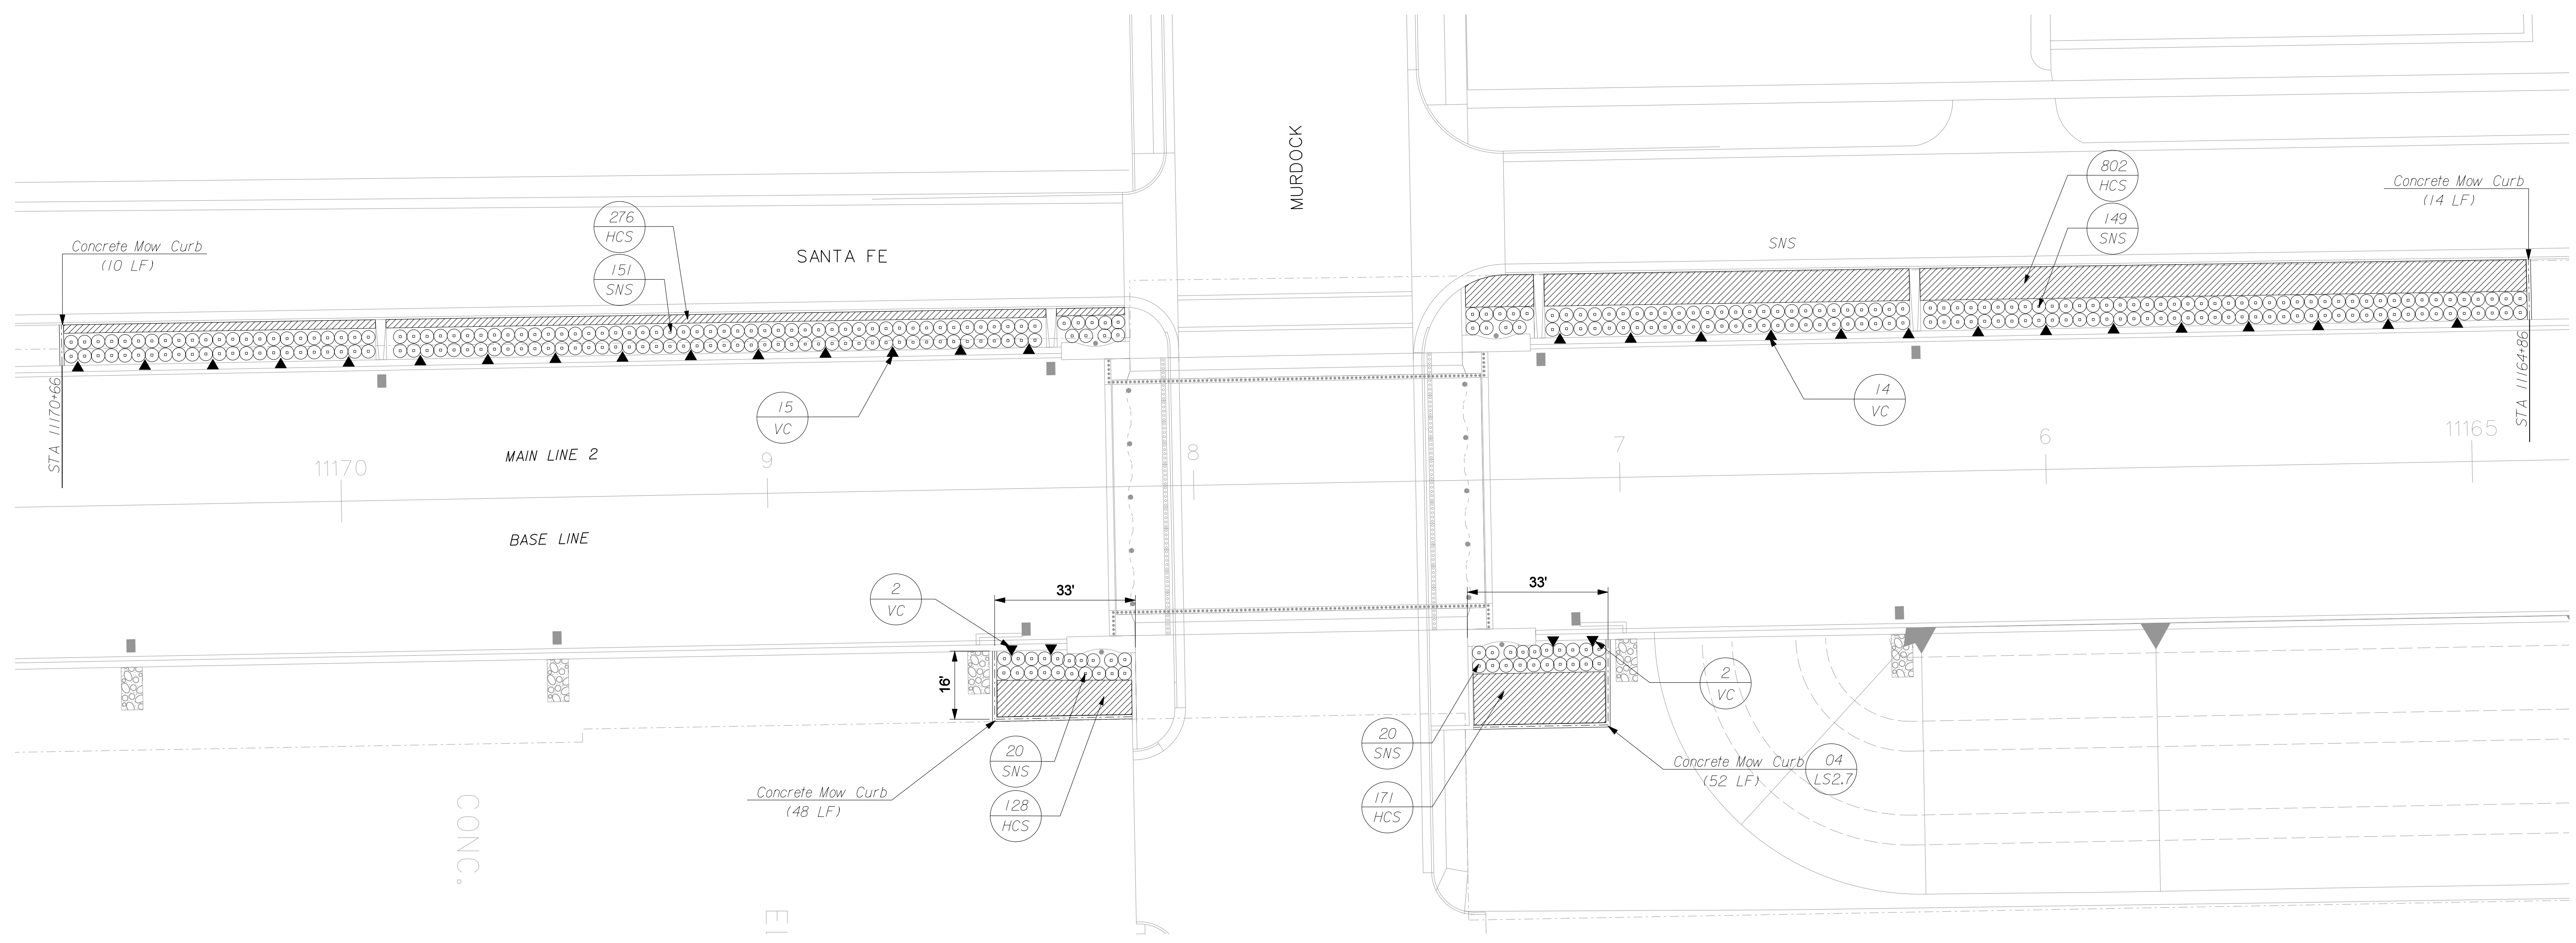 MURDOCK
802
HCS
149
SNS
Concrete Mow Curb
(14 LF)
276
HCS
151
SNS
SANTA FE
SNS
Concrete Mow Curb
(10 LF)
STA 11170+66
STA 11164+86
15
VC
14
VC
11170
MAIN LINE 2
9
8
7
6
11165
BASE LINE
2
VC
33'
33'
16'
2
VC
20
SNS
128
HCS
20
SNS
171
HCS
Concrete Mow Curb
(48 LF)
Concrete Mow Curb
(52 LF)
04
LS2.7
CONC.